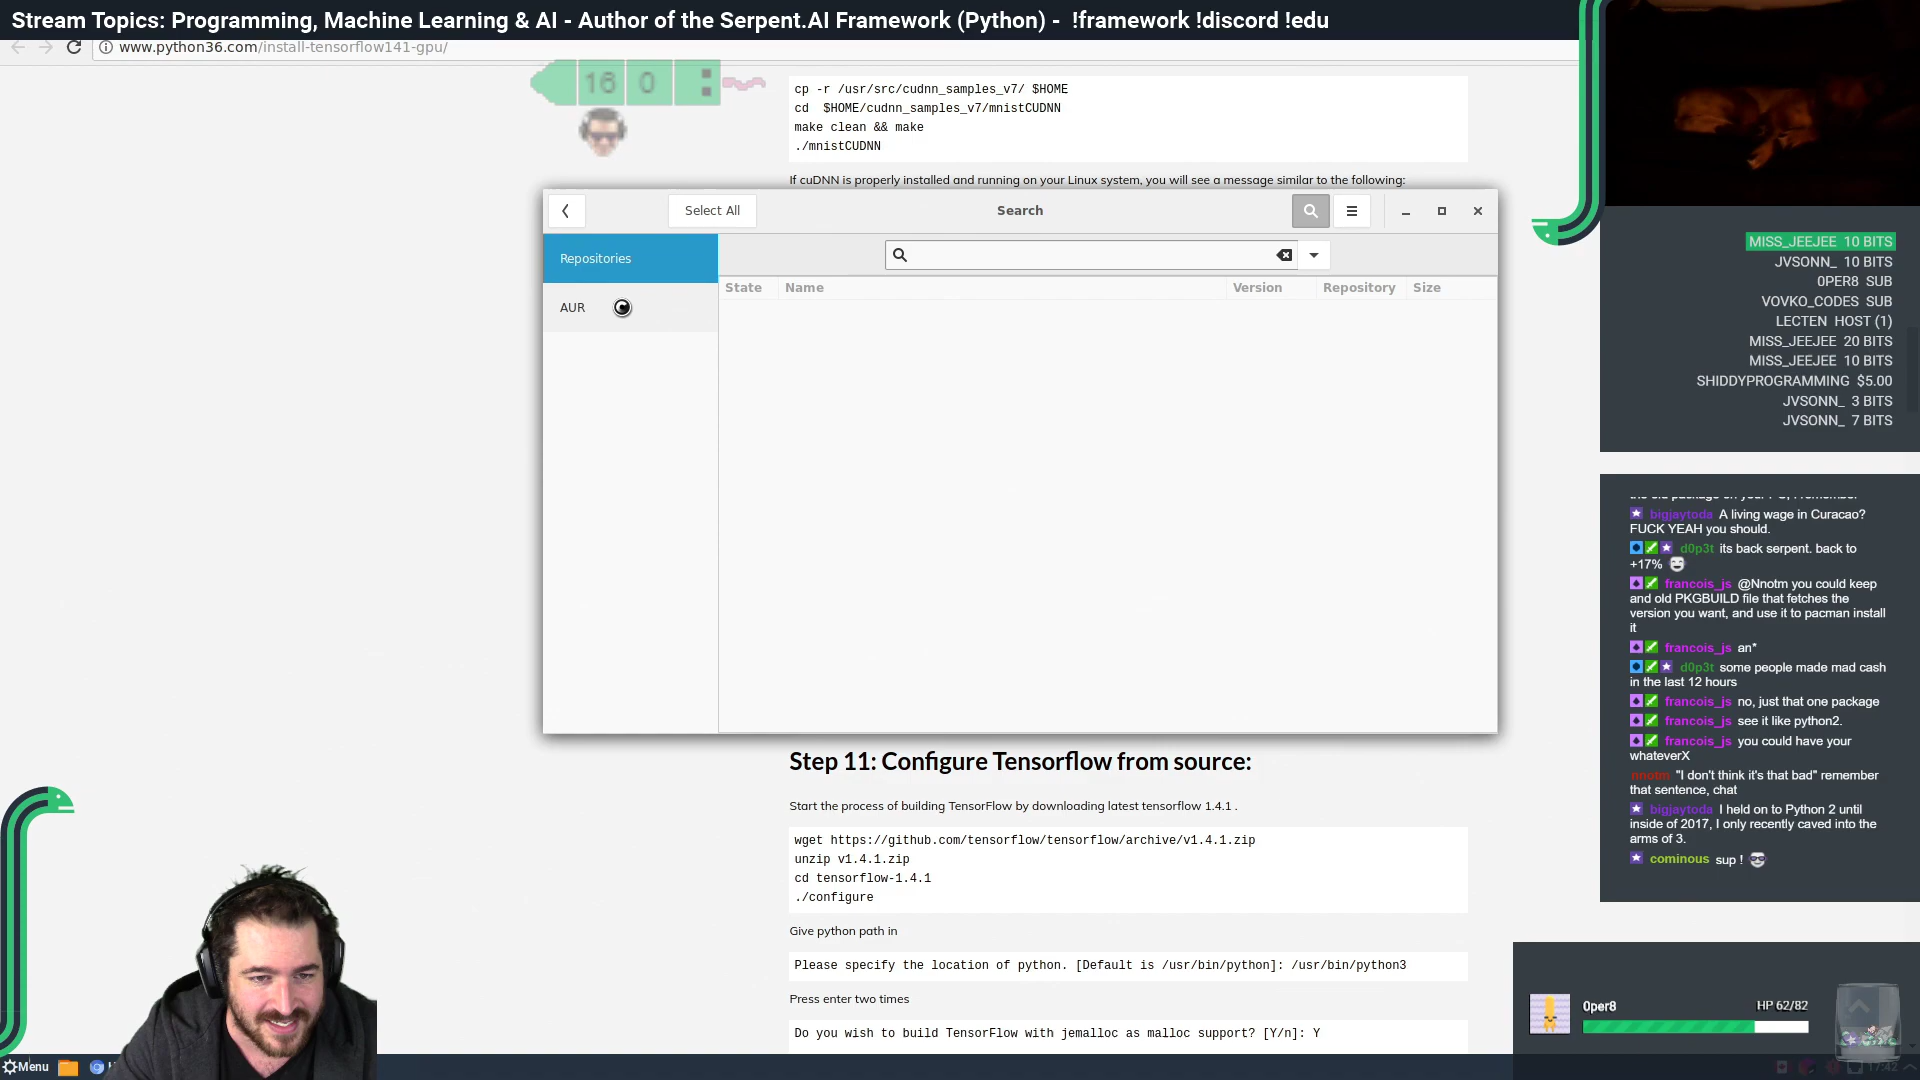 Stream Topics: Programming, Machine Learning & AI - Author of the Serpent.AI Framework (Python) - !framework !discord !edu
www.python36.com/install-tensorflow141-gpu/
16 0 :
cp -r /usr/src/cudnn_samples_v7/ $HOME
cd $HOME/cudnn_samples_v7/mnistCUDNN
make clean && make
./mnistCUDNN
If cuDNN is properly installed and running on your Linux system, you will see a message similar to the following:
Select All
Search
Repositories
AUR
State Name Version Repository Size
Step 11: Configure Tensorflow from source:
Start the process of building TensorFlow by downloading latest tensorflow 1.4.1 .
wget https://github.com/tensorflow/tensorflow/archive/v1.4.1.zip
unzip v1.4.1.zip
cd tensorflow-1.4.1
./configure
Give python path in
Please specify the location of python. [Default is /usr/bin/python]: /usr/bin/python3
Press enter two times
Do you wish to build TensorFlow with jemalloc as malloc support? [Y/n]: Y
MISS_JEEJEE 10 BITS
JVSONN_ 10 BITS
0PER8 SUB
VOVKO_CODES SUB
LECTEN HOST (1)
MISS_JEEJEE 20 BITS
MISS_JEEJEE 10 BITS
SHIDDYPROGRAMMING $5.00
JVSONN_ 3 BITS
JVSONN_ 7 BITS
bigjaytoda A living wage in Curacao?
FUCK YEAH you should.
d0p3t its back serpent. back to
+17%
francois_js @Nnotm you could keep
and old PKGBUILD file that fetches the
version you want, and use it to pacman install
it
francois_js an*
d0p3t some people made mad cash
in the last 12 hours
francois_js no, just that one package
francois_js see it like python2.
francois_js you could have your
whateverX
nnotm "I don't think it's that bad" remember
that sentence, chat
bigjaytoda I held on to Python 2 until
inside of 2017, I only recently caved into the
arms of 3.
cominous sup !
0per8 HP 62/82
Menu
17:42